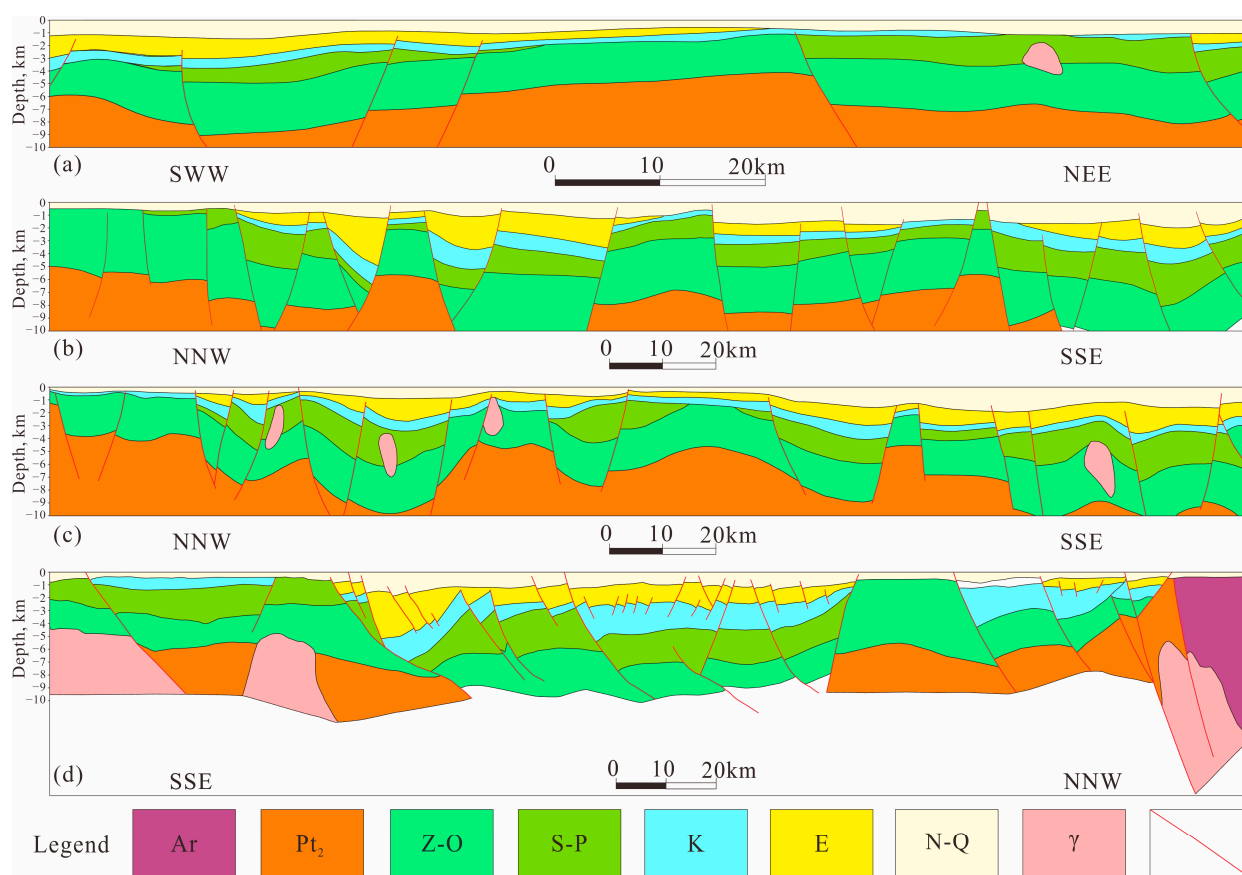 Depth, km
−0
−1
−2
−3
−4
−5
−6
−7
−8
−9
−10
(a)
SWW
0 10 20km
NEE
Depth, km
−0
−1
−2
−3
−4
−5
−6
−7
−8
−9
−10
(b)
NNW
0 10 20km
SSE
Depth, km
−0
−1
−2
−3
−4
−5
−6
−7
−8
−9
−10
(c)
NNW
0 10 20km
SSE
Depth, km
−0
−1
−2
−3
−4
−5
−6
−7
−8
−9
−10
(d)
SSE
0 10 20km
NNW
Legend Ar Pt₂ Z-O S-P K E N-Q γ